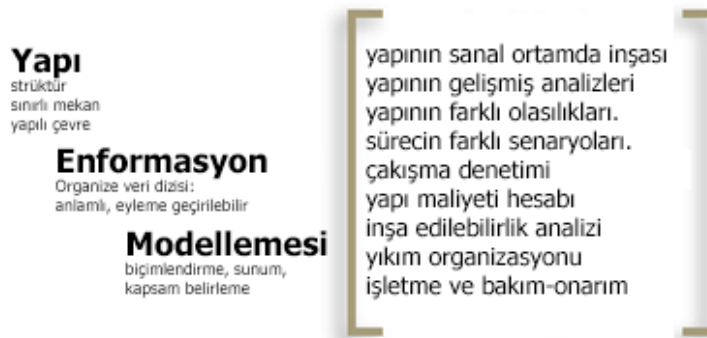 Yapı
strüktür
sınırlı mekan
yapılı çevre
Enformasyon
Organize veri dizisi:
anlamlı, eyleme geçirilebilir
Modellemesi
biçimlendirme, sunum,
kapsam belirleme
yapının sanal ortamda inşası
yapının gelişmiş analizleri
yapının farklı olasılıkları.
sürecin farklı senaryoları.
çakışma denetimi
yapı maliyeti hesabı
inşa edilebilirlik analizi
yıkım organizasyonu
işletme ve bakım-onarım